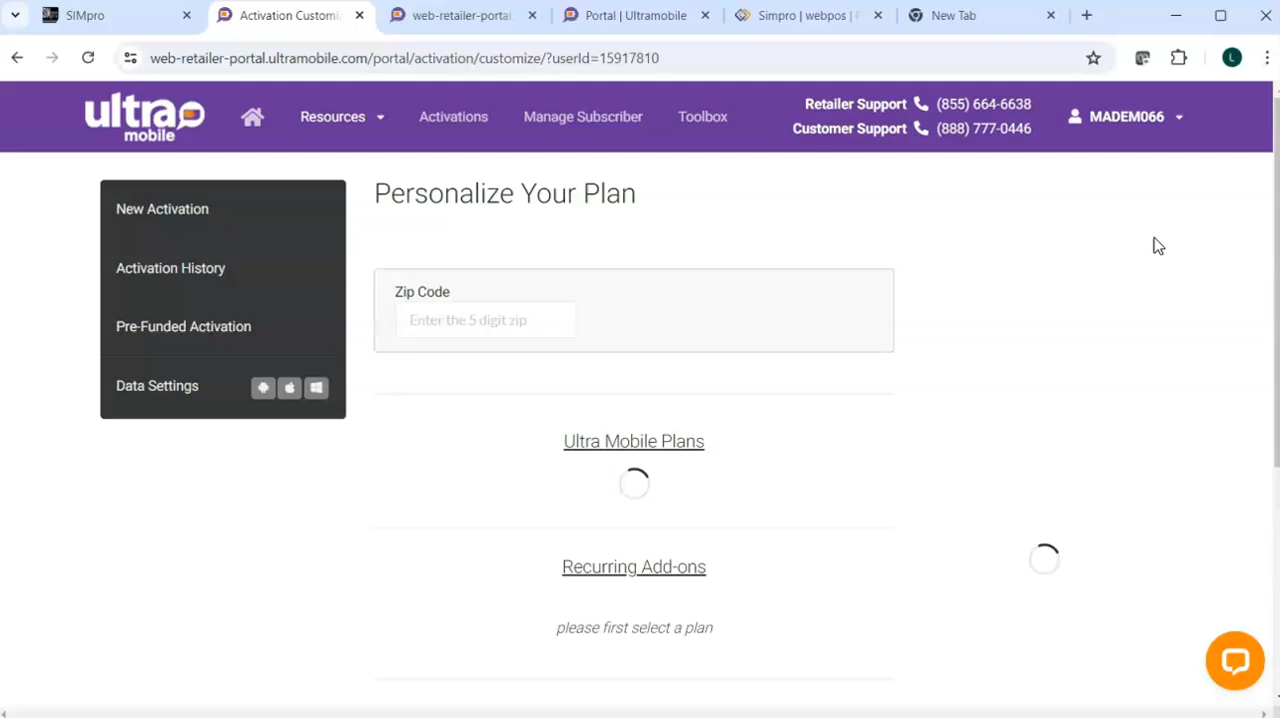 SIMpro
Activation Customi
web-retailer-portal.
Portal | Ultramobile
Simpro | webpos |
New Tab
web-retailer-portal.ultramobile.com/portal/activation/customize/?userId=15917810
L
ultra
mobile
Resources
Activations
Manage Subscriber
Toolbox
Retailer Support (855) 664-6638
Customer Support (888) 777-0446
MADEM066
New Activation
Activation History
Pre-Funded Activation
Data Settings
Personalize Your Plan
Zip Code
Enter the 5 digit zip
Ultra Mobile Plans
Recurring Add-ons
please first select a plan